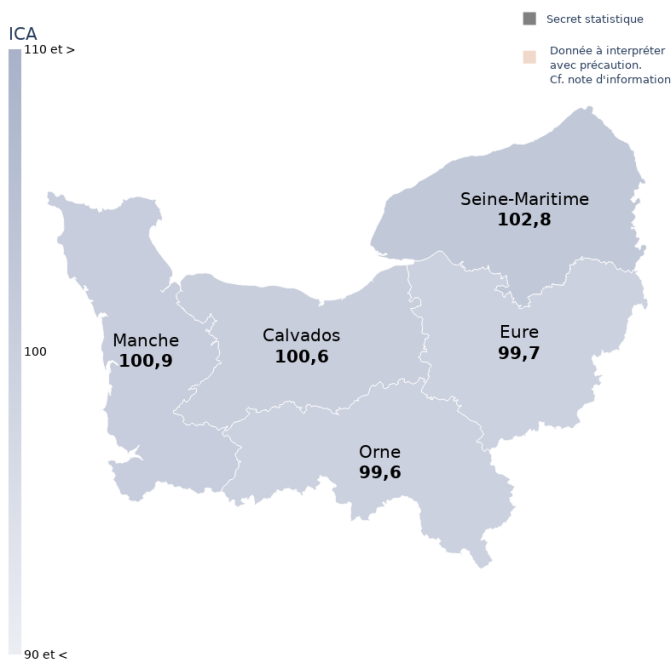 Secret statistique
ICA
110 et >
Donnée à interpréter
avec précaution.
Cf. note d'information
Seine-Maritime
102,8
Manche
100,9
Calvados
100,6
Eure
99,7
100
Orne
99,6
90 et <